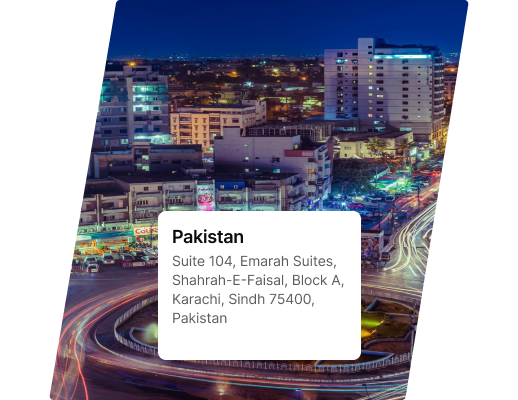 Pakistan
Suite 104, Emarah Suites,
Shahrah-E-Faisal, Block A,
Karachi, Sindh 75400,
Pakistan